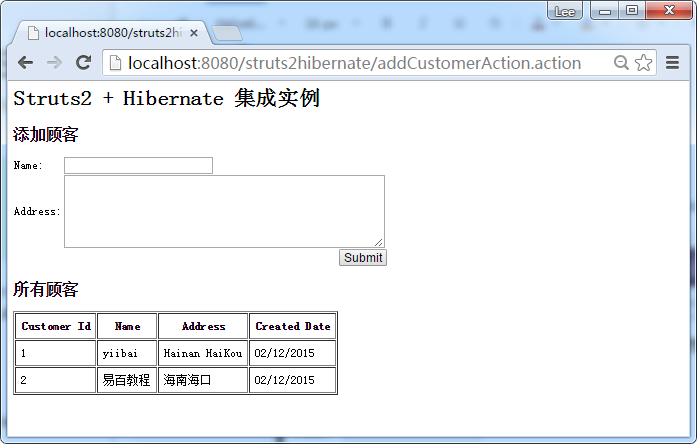 Lee
localhost:8080/struts2hi
localhost:8080/struts2hibernate/addCustomerAction.action
Struts2 + Hibernate 集成实例
添加顾客
Name:
Address:
Submit
所有顾客
Customer Id Name Address Created Date
1 yiibai Hainan HaiKou 02/12/2015
2 易百教程 海南海口 02/12/2015